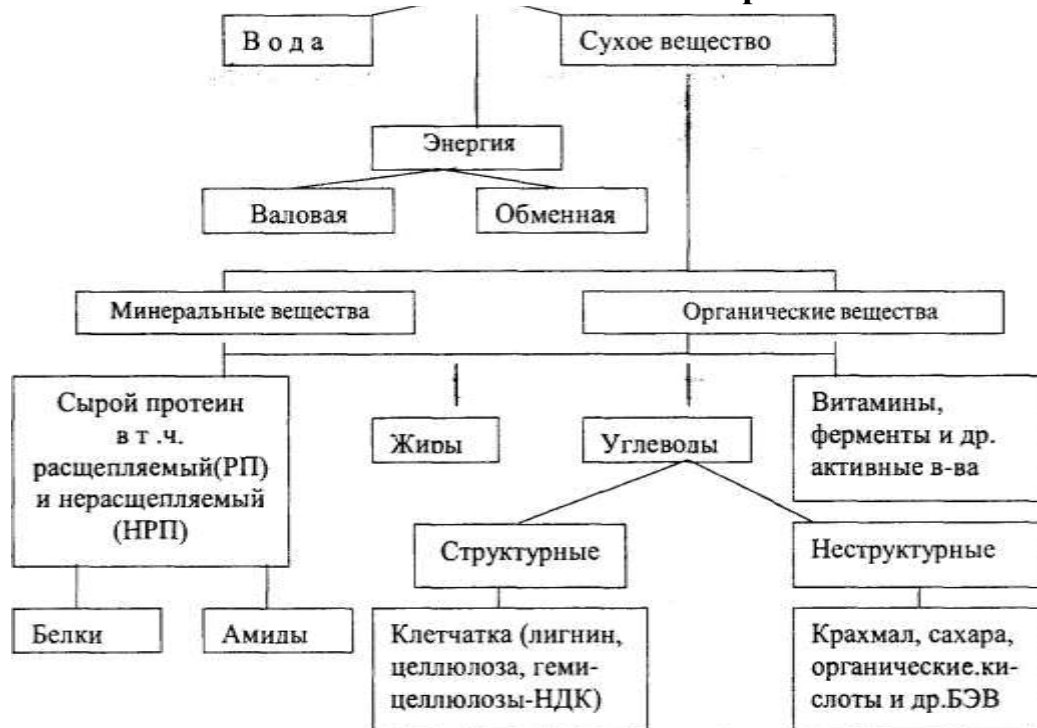 В о д а
Сухое вещество
Энергия
Валовая
Обменная
Минеральные вещества
Органические вещества
Сырой протеин
в т .ч.
расщепляемый(РП)
и нерасщепляемый
(НРП)
Жиры
Углеводы
Витамины,
ферменты и др.
активные в-ва
Структурные
Неструктурные
Белки
Амиды
Клетчатка (лигнин,
целлюлоза, геми-
целлюлозы-НДК)
Крахмал, сахара,
органические.ки-
слоты и др.БЭВ